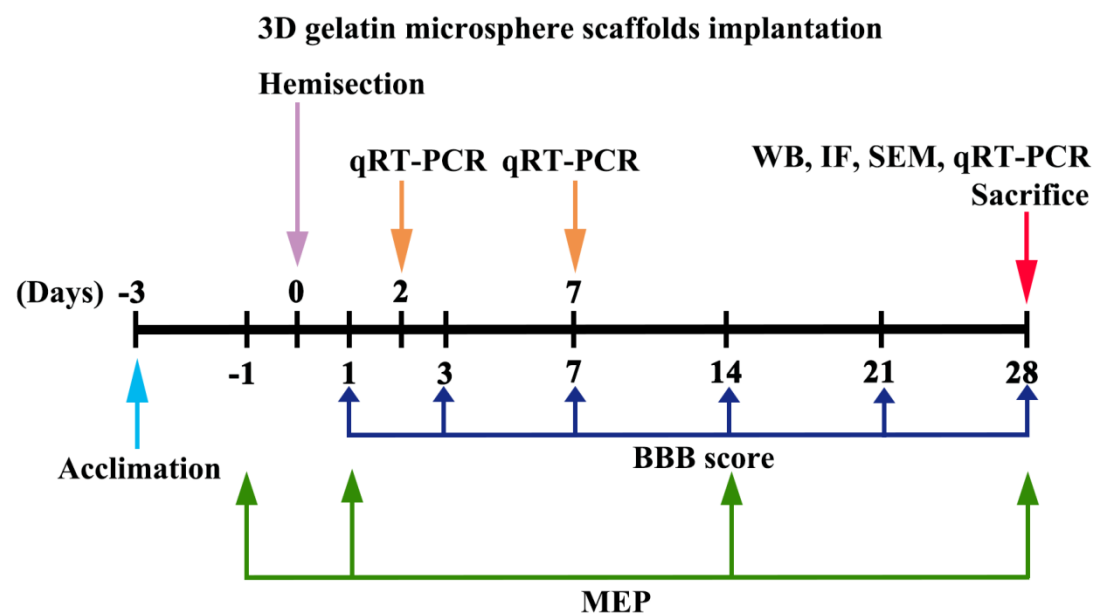 3D gelatin microsphere scaffolds implantation
Hemisection
qRT-PCR qRT-PCR
WB, IF, SEM, qRT-PCR
Sacrifice
(Days) -3 0 2 7
-1 1 3 7 14 21 28
Acclimation
BBB score
MEP